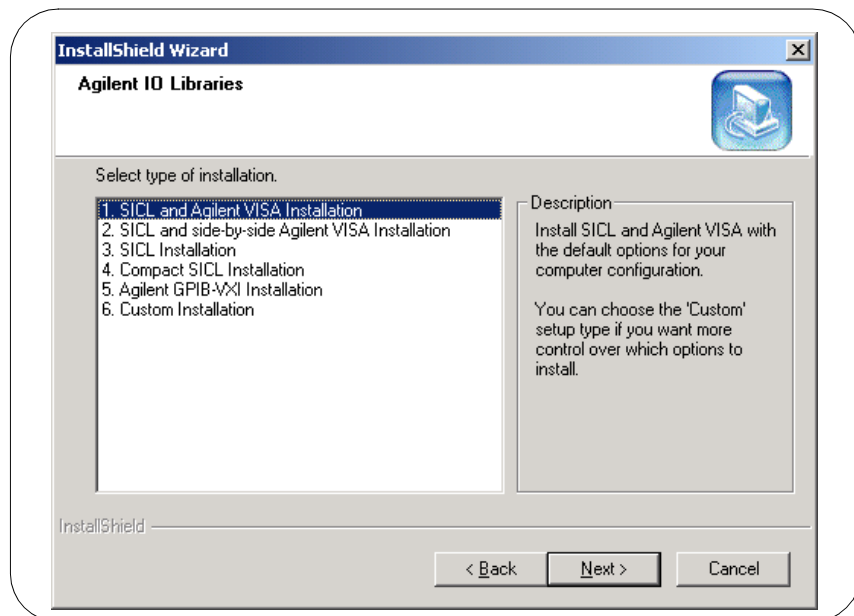 InstallShield Wizard
Agilent IO Libraries
Select type of installation.
1. SICL and Agilent VISA Installation
2. SICL and side-by-side Agilent VISA Installation
3. SICL Installation
4. Compact SICL Installation
5. Agilent GPIB-VXI Installation
6. Custom Installation
Description
Install SICL and Agilent VISA with
the default options for your
computer configuration.
You can choose the 'Custom'
setup type if you want more
control over which options to
install.
InstallShield
< Back
Next >
Cancel